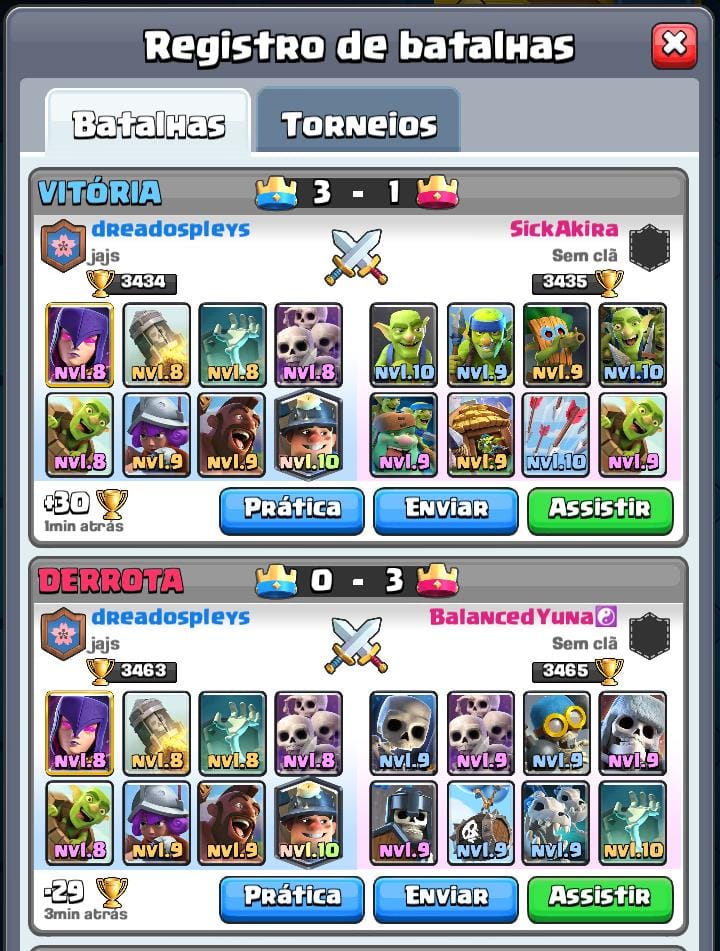 Registro de batalhas
Batalhas
Torneios
VITÓRIA 3 - 1
dreadospleys SickAkira
jajs Sem clã
3434 3435
Nvl.8 Nvl.8 Nvl.8 Nvl.8 Nvl.10 Nvl.9 Nvl.9 Nvl.10
Nvl.8 Nvl.9 Nvl.9 Nvl.10 Nvl.9 Nvl.9 Nvl.10 Nvl.9
+30 Prática Enviar Assistir
1min atrás
DERROTA 0 - 3
dreadospleys BalancedYuna☯
jajs Sem clã
3463 3465
Nvl.8 Nvl.8 Nvl.8 Nvl.8 Nvl.9 Nvl.9 Nvl.9 Nvl.9
Nvl.8 Nvl.9 Nvl.9 Nvl.10 Nvl.9 Nvl.9 Nvl.9 Nvl.10
-29 Prática Enviar Assistir
3min atrás